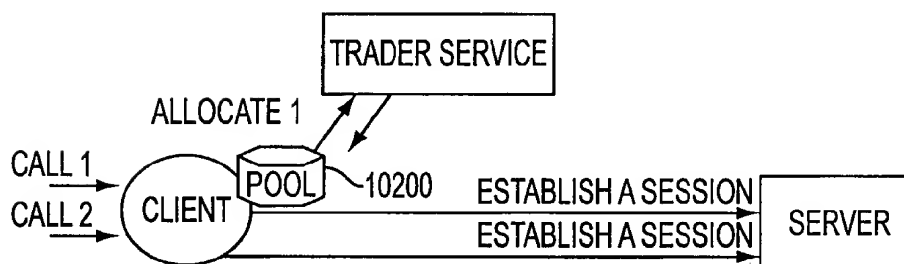 TRADER SERVICE
ALLOCATE 1
CALL 1
CALL 2
CLIENT
POOL
10200
ESTABLISH A SESSION
ESTABLISH A SESSION
SERVER